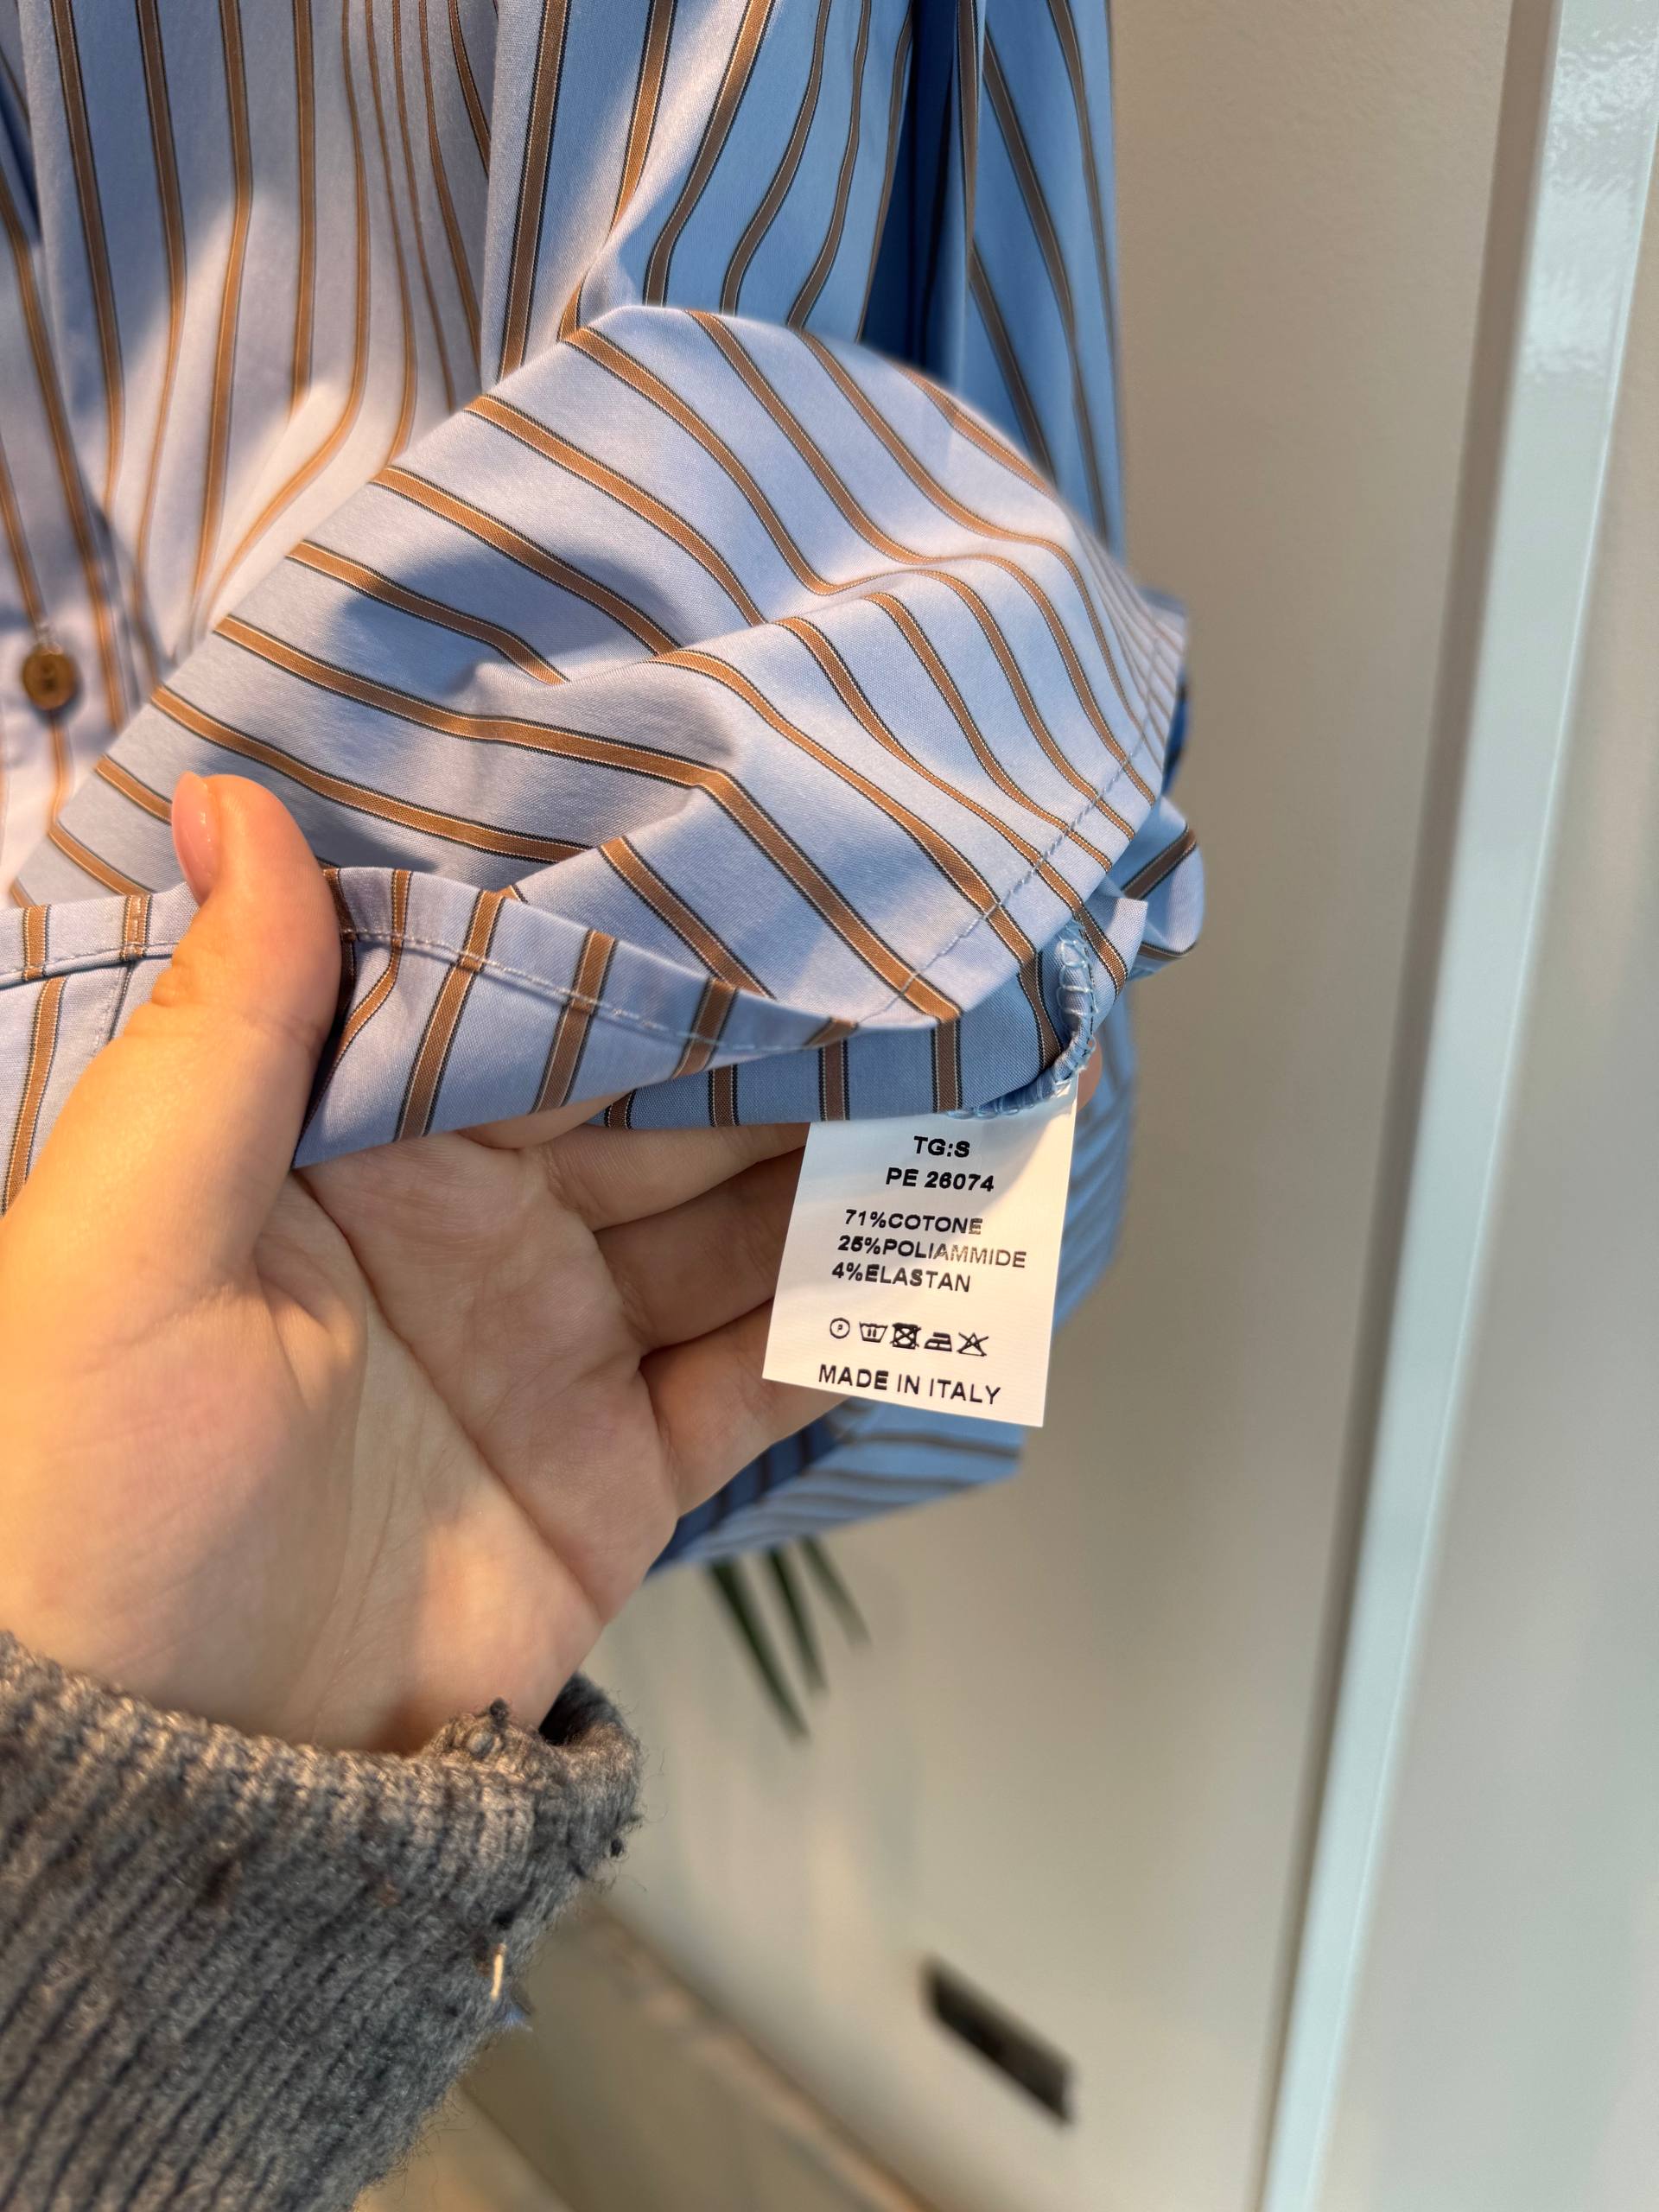 TG:S
PE 26074
71%COTONE
25%POLIAMMIDE
4%ELASTAN
P
MADE IN ITALY